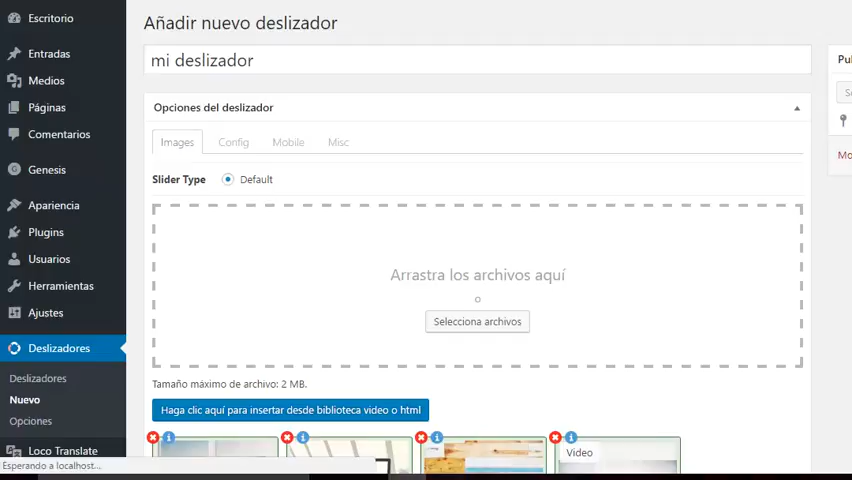 Escritorio
Entradas
Medios
Páginas
Comentarios
Genesis
Apariencia
Plugins
Usuarios
Herramientas
Ajustes
Deslizadores
Deslizadores
Nuevo
Opciones
Loco Translate
Esperando a localhost...
Añadir nuevo deslizador
mi deslizador
Opciones del deslizador
Images Config Mobile Misc
Slider Type Default
Arrastra los archivos aquí
o
Selecciona archivos
Tamaño máximo de archivo: 2 MB.
Haga clic aquí para insertar desde biblioteca video o html
Video